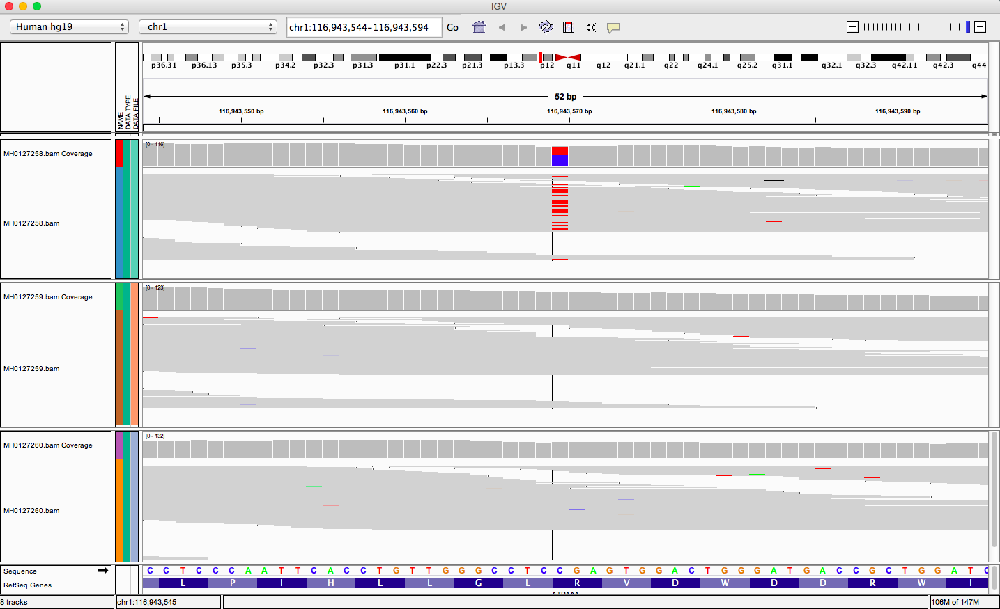 IGV
Human hg19 chr1 chr1:116,943,544-116,943,594 Go
NAME
DATA TYPE
DATA FILE
p36.31 p36.13 p35.3 p34.2 p32.3 p31.3 p31.1 p22.3 p21.3 p13.3 p12 q11 q12 q21.1 q22 q24.1 q25.2 q31.1 q32.1 q32.3 q42.11 q42.3 q44
52 bp
116,943,550 bp 116,943,560 bp 116,943,570 bp 116,943,580 bp 116,943,590 bp
[0 - 116]
MH0127258.bam Coverage
MH0127258.bam
[0 - 123]
MH0127259.bam Coverage
MH0127259.bam
[0 - 132]
MH0127260.bam Coverage
MH0127260.bam
Sequence C C T C C C A A T T C A C C T G T T G G G C C T C C G A G T G G A C T G G G A T G A C C G C T G G A T C
RefSeq Genes L P I H L L G L R V D W D D R W I
ATP1A1
8 tracks chr1:116,943,545 106M of 147M